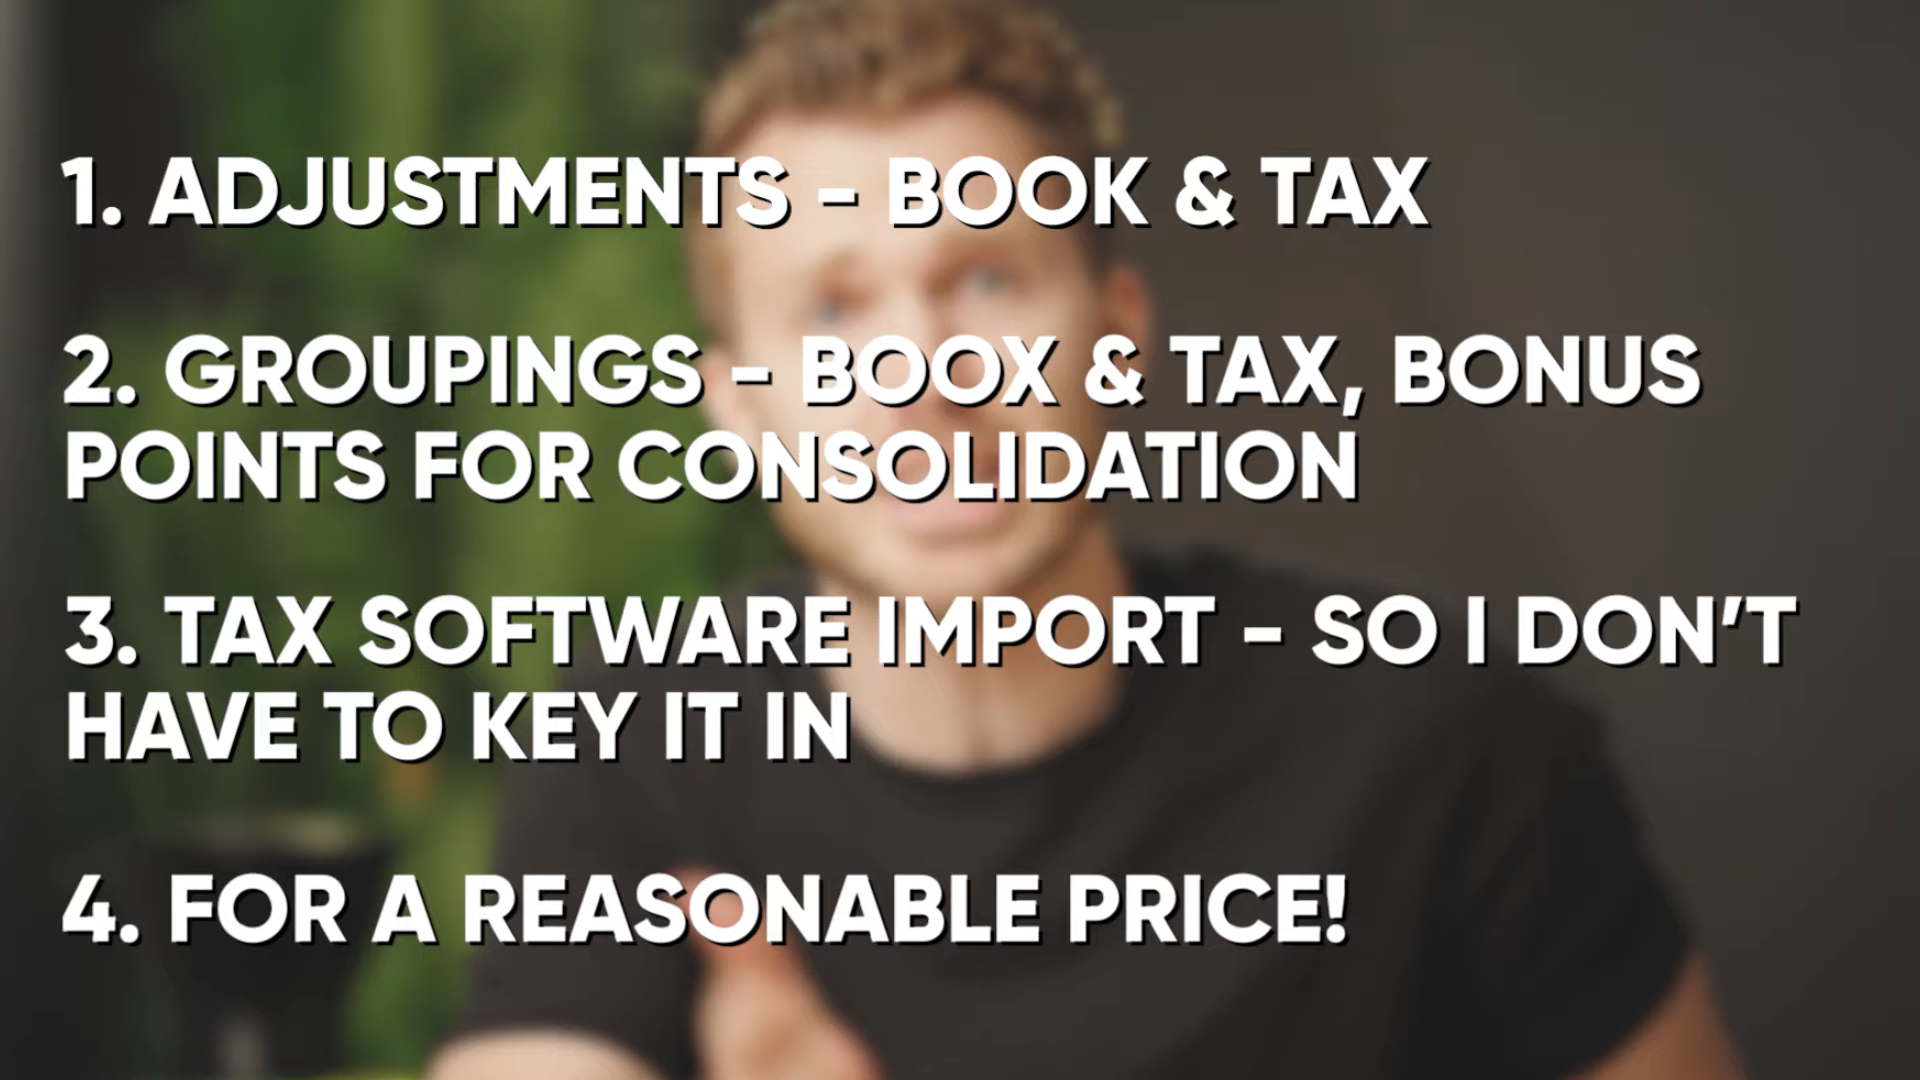 1. ADJUSTMENTS - BOOK & TAX
2. GROUPINGS - BOOX & TAX, BONUS
POINTS FOR CONSOLIDATION
3. TAX SOFTWARE IMPORT - SO I DON'T
HAVE TO KEY IT IN
4. FOR A REASONABLE PRICE!